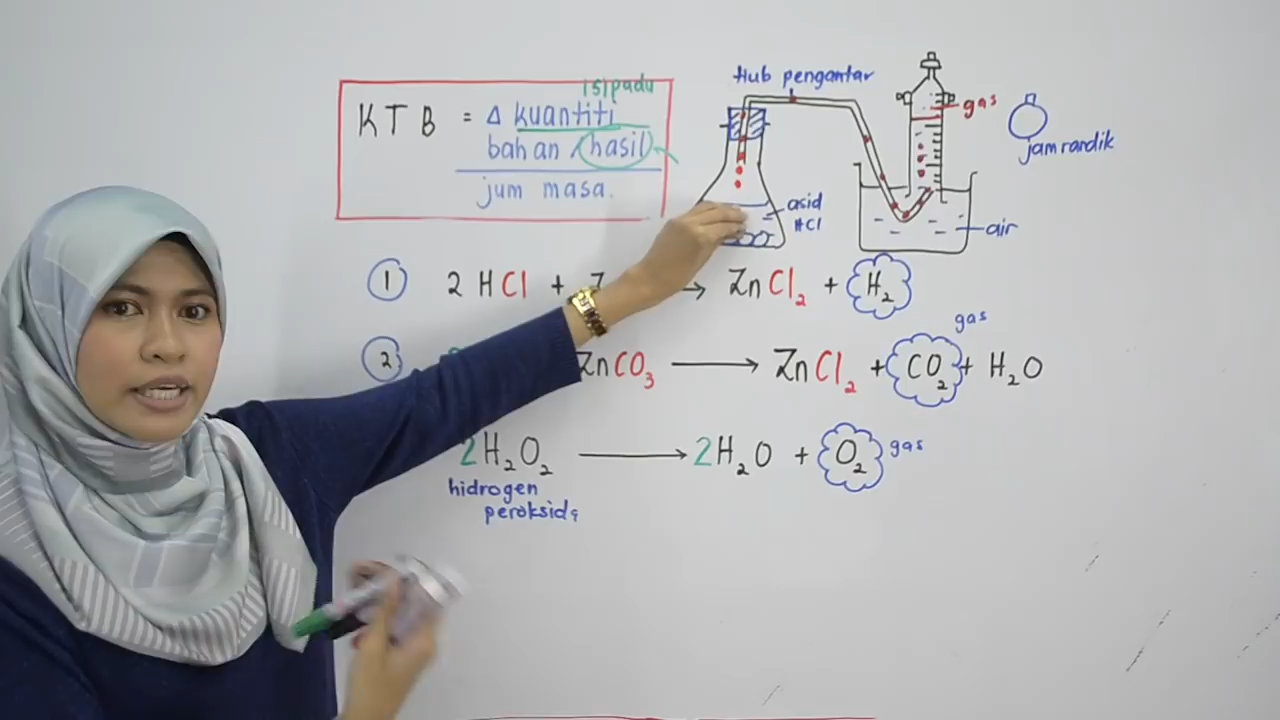 isipadu
KTB = Δ kuantiti
bahan / hasil
jum masa.
Hub pengantar
gas
jam randik
asid
HCl
air
1 2 HCl + Z → ZnCl₂ + H₂
gas
2 ZnCO₃ → ZnCl₂ + CO₂ + H₂O
2H₂O₂ → 2H₂O + O₂ gas
hidrogen
peroksida